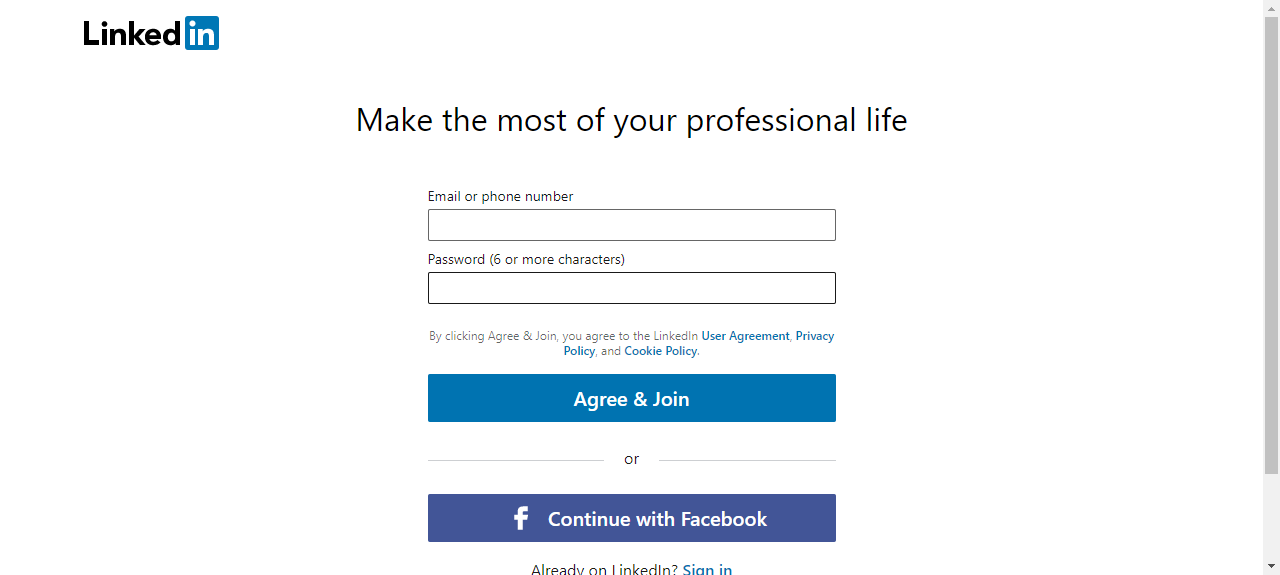 Linked in
Make the most of your professional life
Email or phone number
Password (6 or more characters)
By clicking Agree & Join, you agree to the LinkedIn User Agreement, Privacy
Policy, and Cookie Policy.
Agree & Join
or
f Continue with Facebook
Already on LinkedIn? Sign in